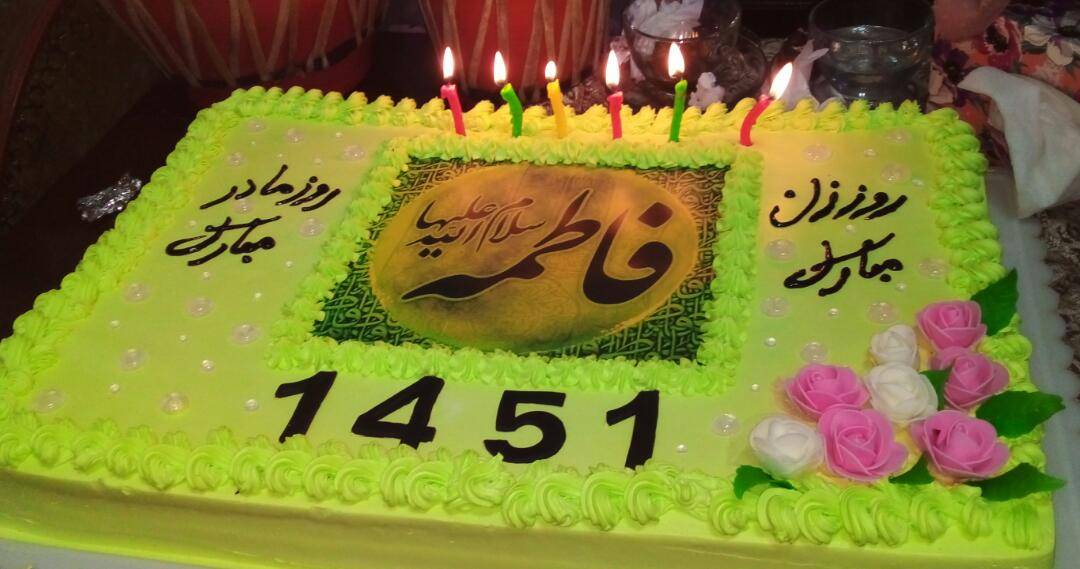 روز زن
مبارک
فاطمه
سلام الله علیها
روز مادر
مبارک
1451